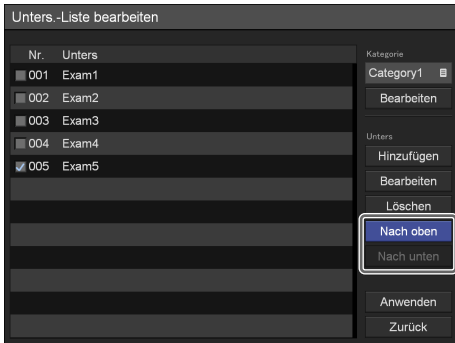 Unters.-Liste bearbeiten
Nr. Unters
001 Exam1
002 Exam2
003 Exam3
004 Exam4
005 Exam5
Kategorie
Category1
Bearbeiten
Unters
Hinzufügen
Bearbeiten
Löschen
Nach oben
Nach unten
Anwenden
Zurück